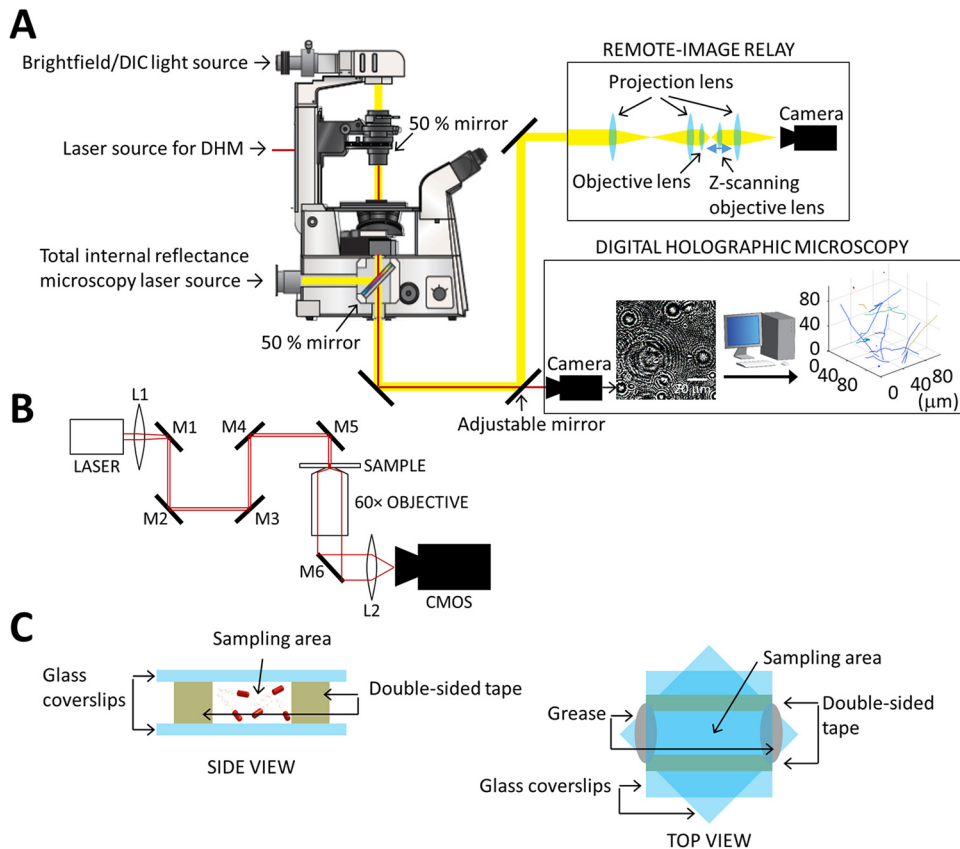 A
Brightfield/DIC light source
50 % mirror
Laser source for DHM
Total internal reflectance
microscopy laser source
50 % mirror
REMOTE-IMAGE RELAY
Projection lens
Camera
Objective lens
Z-scanning
objective lens
DIGITAL HOLOGRAPHIC MICROSCOPY
Camera
20 µm
80
40
0
0
40
80
0
40
80
(µm)
Adjustable mirror
B
L1
M1
M4
M5
LASER
SAMPLE
60× OBJECTIVE
M2
M3
M6
L2
CMOS
C
Sampling area
Glass
coverslips
Double-sided tape
SIDE VIEW
Sampling area
Grease
Double-sided
tape
Glass coverslips
TOP VIEW